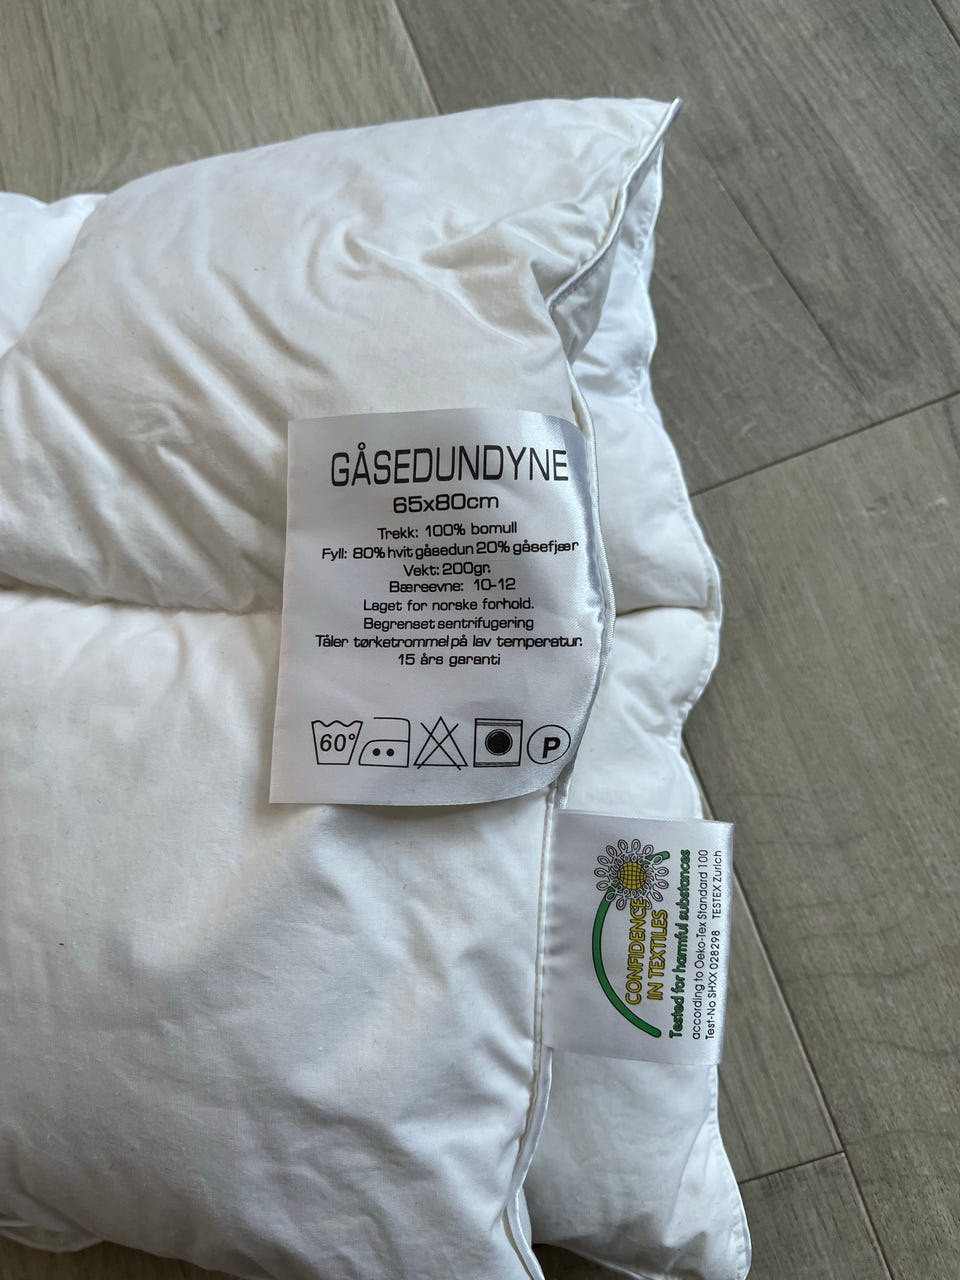 GÅSEDUNDYNE
65x80cm
Trekk: 100% bomull
Fyll: 80% hvit gåsedun 20% gåsefjær
Vekt: 200gr.
Bæreevne: 10-12
Laget for norske forhold.
Begrenset sentrifugering
Tåler tørketrommel på lav temperatur.
15 års garanti
60°
P
CONFIDENCE
IN TEXTILES
Tested for harmful substances
according to Oeko-Tex Standard 100
Test-No SHXX 028298 TESTEX Zurich